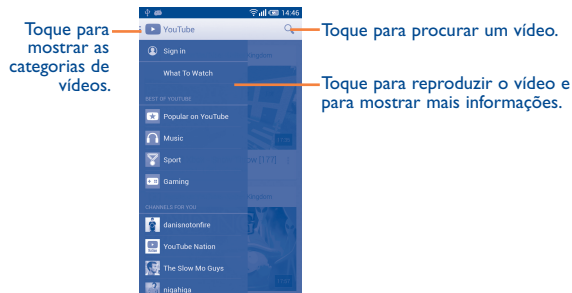 14:46
Toque para
mostrar as
categorias de
vídeos.
YouTube
Toque para procurar um vídeo.
Sign in
What To Watch
Toque para reproduzir o vídeo e
para mostrar mais informações.
BEST OF YOUTUBE
Popular on YouTube
Music
Sport
[177]
Gaming
CHANNELS FOR YOU
danisnotonfire
YouTube Nation
The Slow Mo Guys
nigahiga